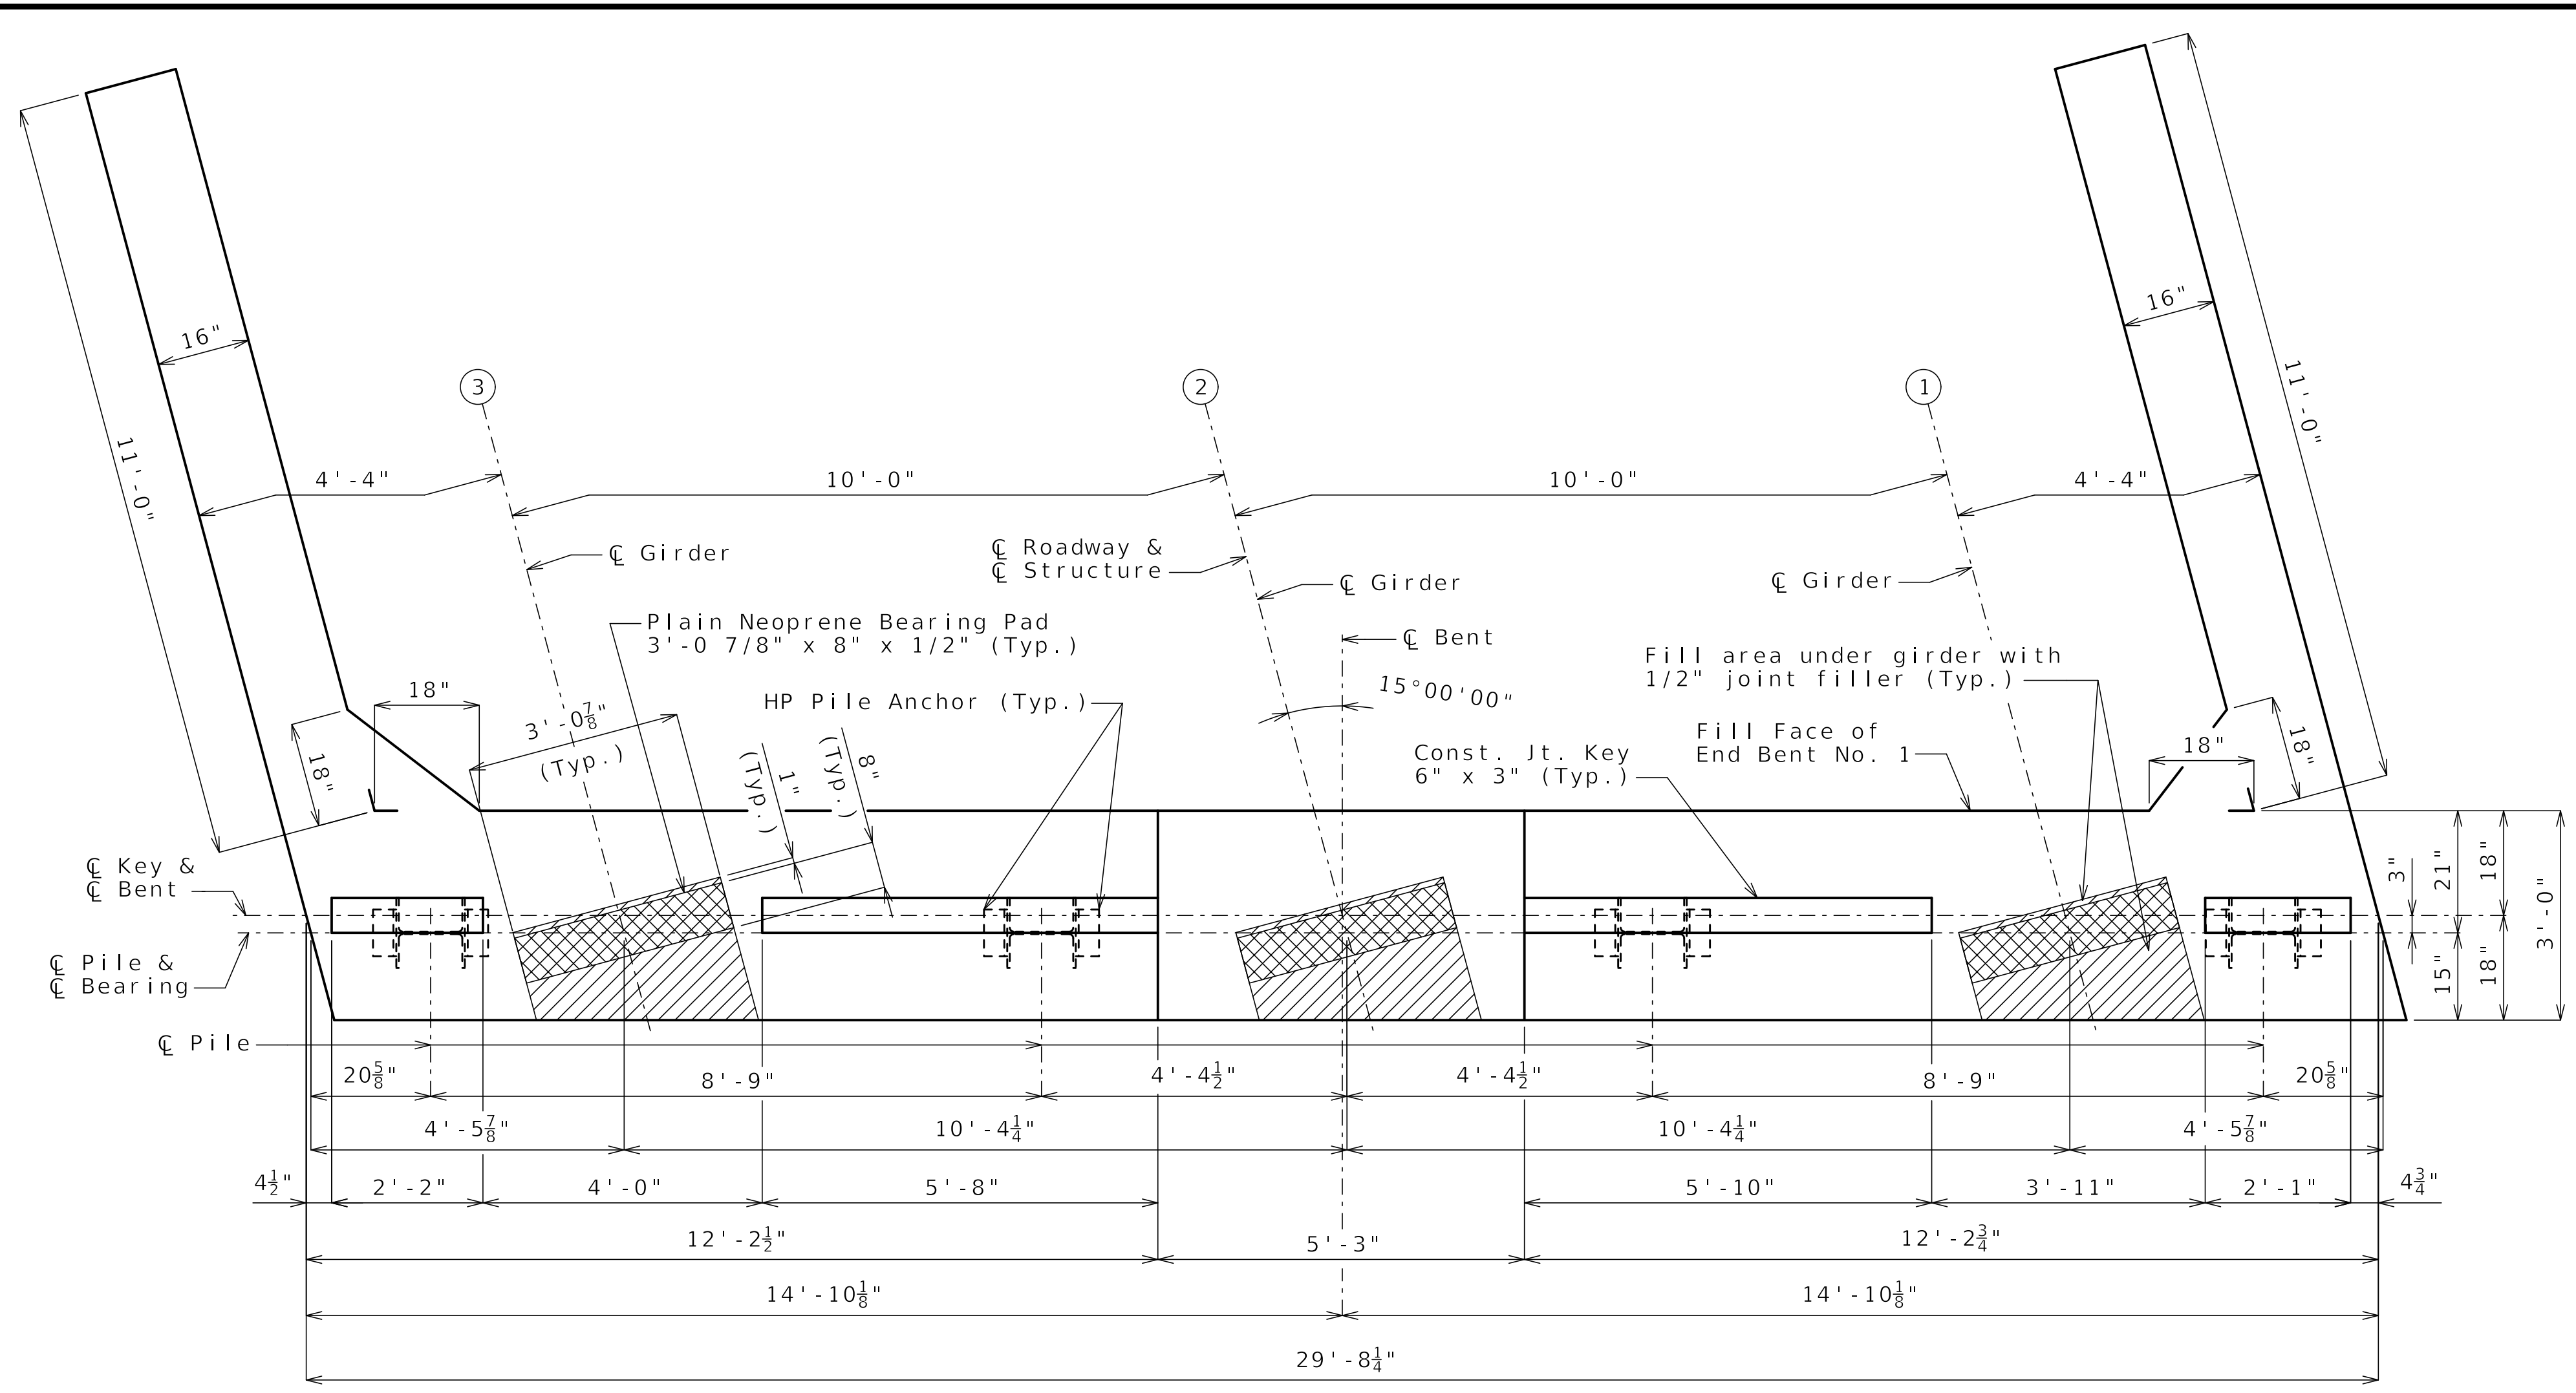 16"
16"
3
2
1
11'-0"
11'-0"
4'-4"
10'-0"
10'-0"
4'-4"
℄ Girder
℄ Roadway &
℄ Structure
℄ Girder
℄ Girder
Plain Neoprene Bearing Pad
3'-0 7/8" x 8" x 1/2" (Typ.)
℄ Bent
15°00'00"
Fill area under girder with
1/2" joint filler (Typ.)
18"
HP Pile Anchor (Typ.)
3'-0⅞"
(Typ.)
1"
(Typ.)
8"
(Typ.)
Const. Jt. Key
6" x 3" (Typ.)
Fill Face of
End Bent No. 1
18"
18"
18"
℄ Key &
℄ Bent
℄ Pile &
℄ Bearing
3"
21"
18"
3'-0"
15"
18"
℄ Pile
20⅝"
8'-9"
4'-4½"
4'-4½"
8'-9"
20⅝"
4'-5⅞"
10'-4¼"
10'-4¼"
4'-5⅞"
4½"
2'-2"
4'-0"
5'-8"
5'-10"
3'-11"
2'-1"
4¾"
12'-2½"
5'-3"
12'-2¾"
14'-10⅛"
14'-10⅛"
29'-8¼"